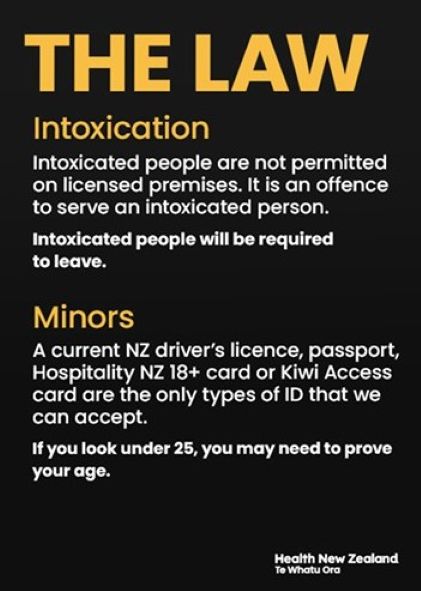 THE LAW
Intoxication
Intoxicated people are not permitted
on licensed premises. It is an offence
to serve an intoxicated person.
Intoxicated people will be required
to leave.
Minors
A current NZ driver’s licence, passport,
Hospitality NZ 18+ card or Kiwi Access
card are the only types of ID that we
can accept.
If you look under 25, you may need to prove
your age.
Health New Zealand
Te Whatu Ora